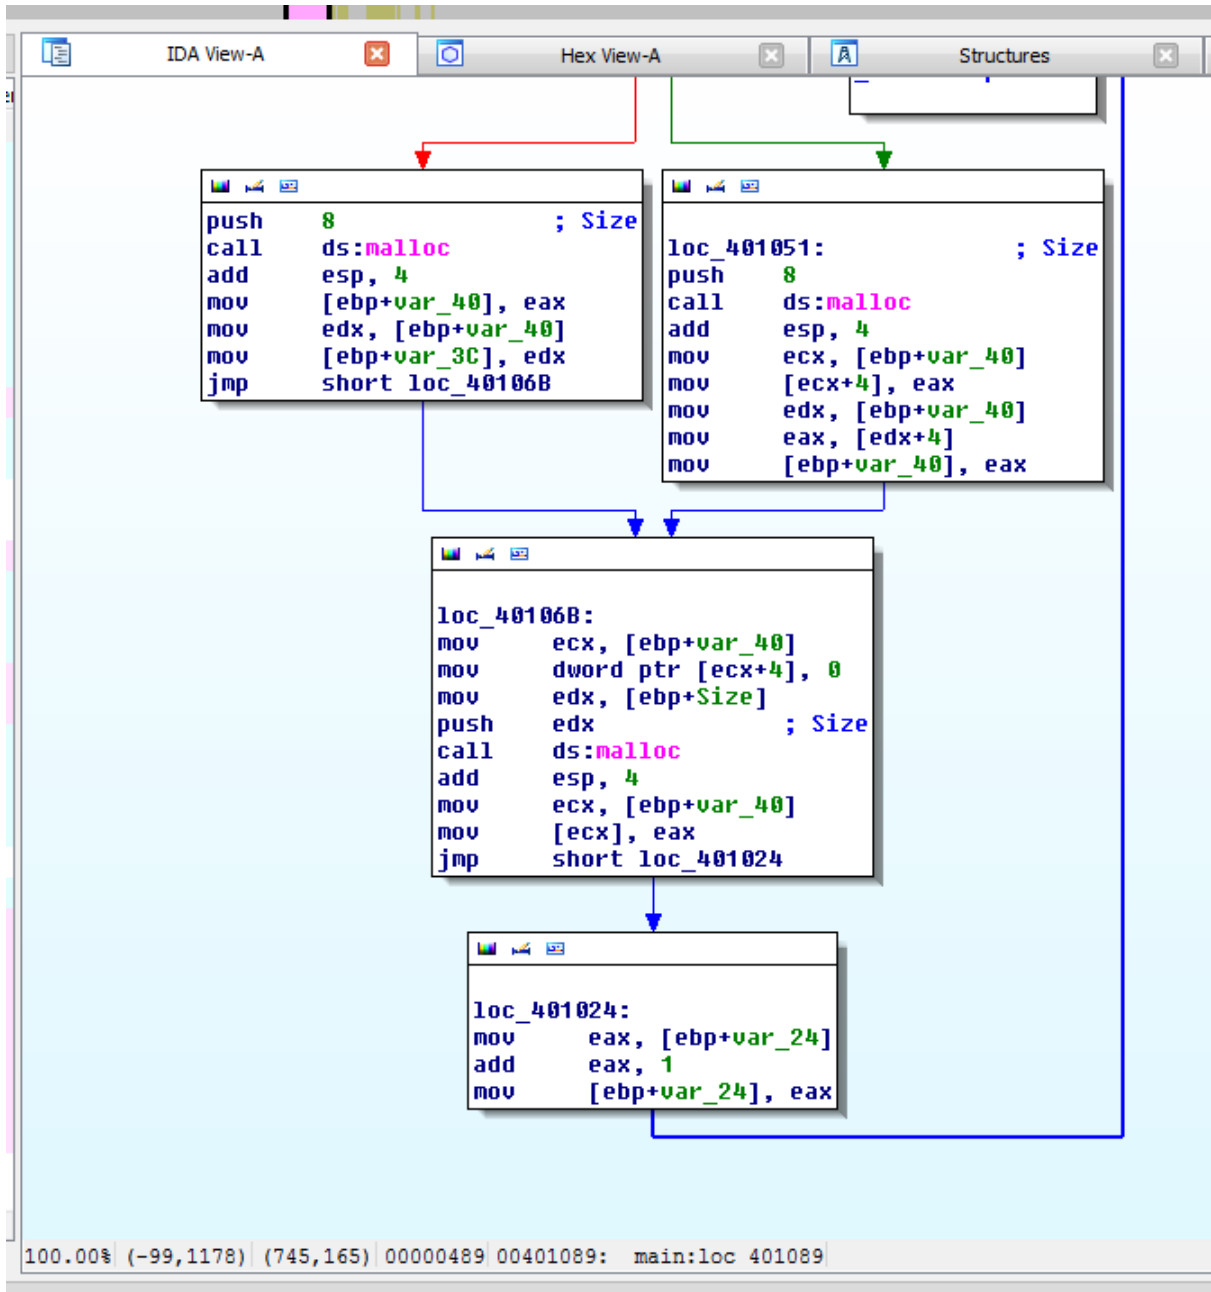 IDA View-A Hex View-A Structures
push 8 ; Size
call ds:malloc
add esp, 4
mov [ebp+var_40], eax
mov edx, [ebp+var_40]
mov [ebp+var_3C], edx
jmp short loc_40106B
loc_401051: ; Size
push 8
call ds:malloc
add esp, 4
mov ecx, [ebp+var_40]
mov [ecx+4], eax
mov edx, [ebp+var_40]
mov eax, [edx+4]
mov [ebp+var_40], eax
loc_40106B:
mov ecx, [ebp+var_40]
mov dword ptr [ecx+4], 0
mov edx, [ebp+Size]
push edx ; Size
call ds:malloc
add esp, 4
mov ecx, [ebp+var_40]
mov [ecx], eax
jmp short loc_401024
loc_401024:
mov eax, [ebp+var_24]
add eax, 1
mov [ebp+var_24], eax
100.00% (-99,1178) (745,165) 00000489 00401089: main:loc 401089